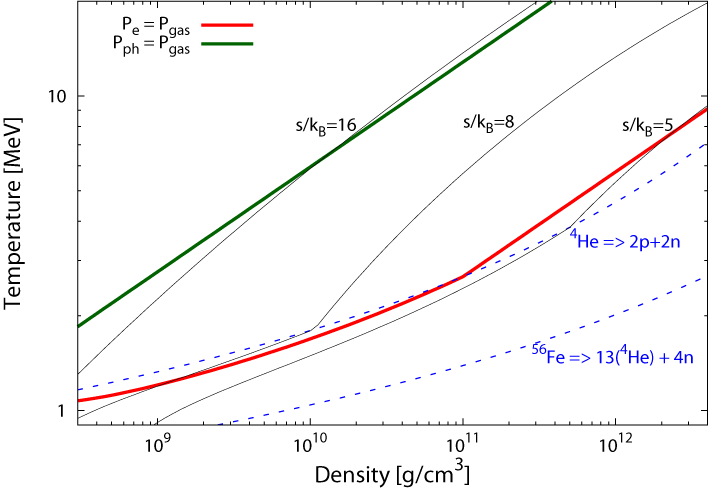 Pₑ = P_gas
P_ph = P_gas
s/k_B=16
s/k_B=8
s/k_B=5
10
⁴He => 2p+2n
⁵⁶Fe => 13(⁴He) + 4n
1
Temperature [MeV]
10⁹
10¹⁰
10¹¹
10¹²
Density [g/cm³]